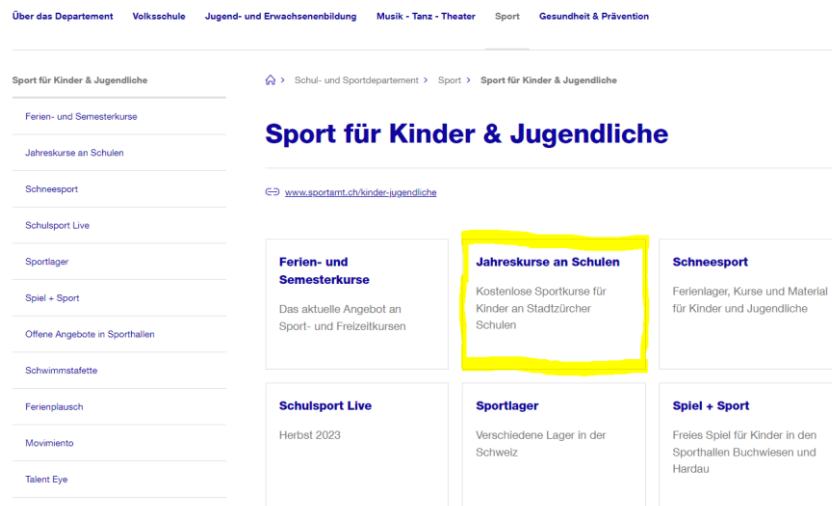 Über das Departement Volksschule Jugend- und Erwachsenenbildung Musik - Tanz - Theater Sport Gesundheit & Prävention
Sport für Kinder & Jugendliche
Ferien- und Semesterkurse
Jahreskurse an Schulen
Schneesport
Schulsport Live
Sportlager
Spiel + Sport
Offene Angebote in Sporthallen
Schwimmstafette
Ferienplausch
Movimiento
Talent Eye
Schul- und Sportdepartement > Sport > Sport für Kinder & Jugendliche
Sport für Kinder & Jugendliche
www.sportamt.ch/kinder-jugendliche
Ferien- und
Semesterkurse
Das aktuelle Angebot an
Sport- und Freizeitkursen
Jahreskurse an Schulen
Kostenlose Sportkurse für
Kinder an Stadtzürcher
Schulen
Schneesport
Ferienlager, Kurse und Material
für Kinder und Jugendliche
Schulsport Live
Herbst 2023
Sportlager
Verschiedene Lager in der
Schweiz
Spiel + Sport
Freies Spiel für Kinder in den
Sporthallen Buchwiesen und
Hardau